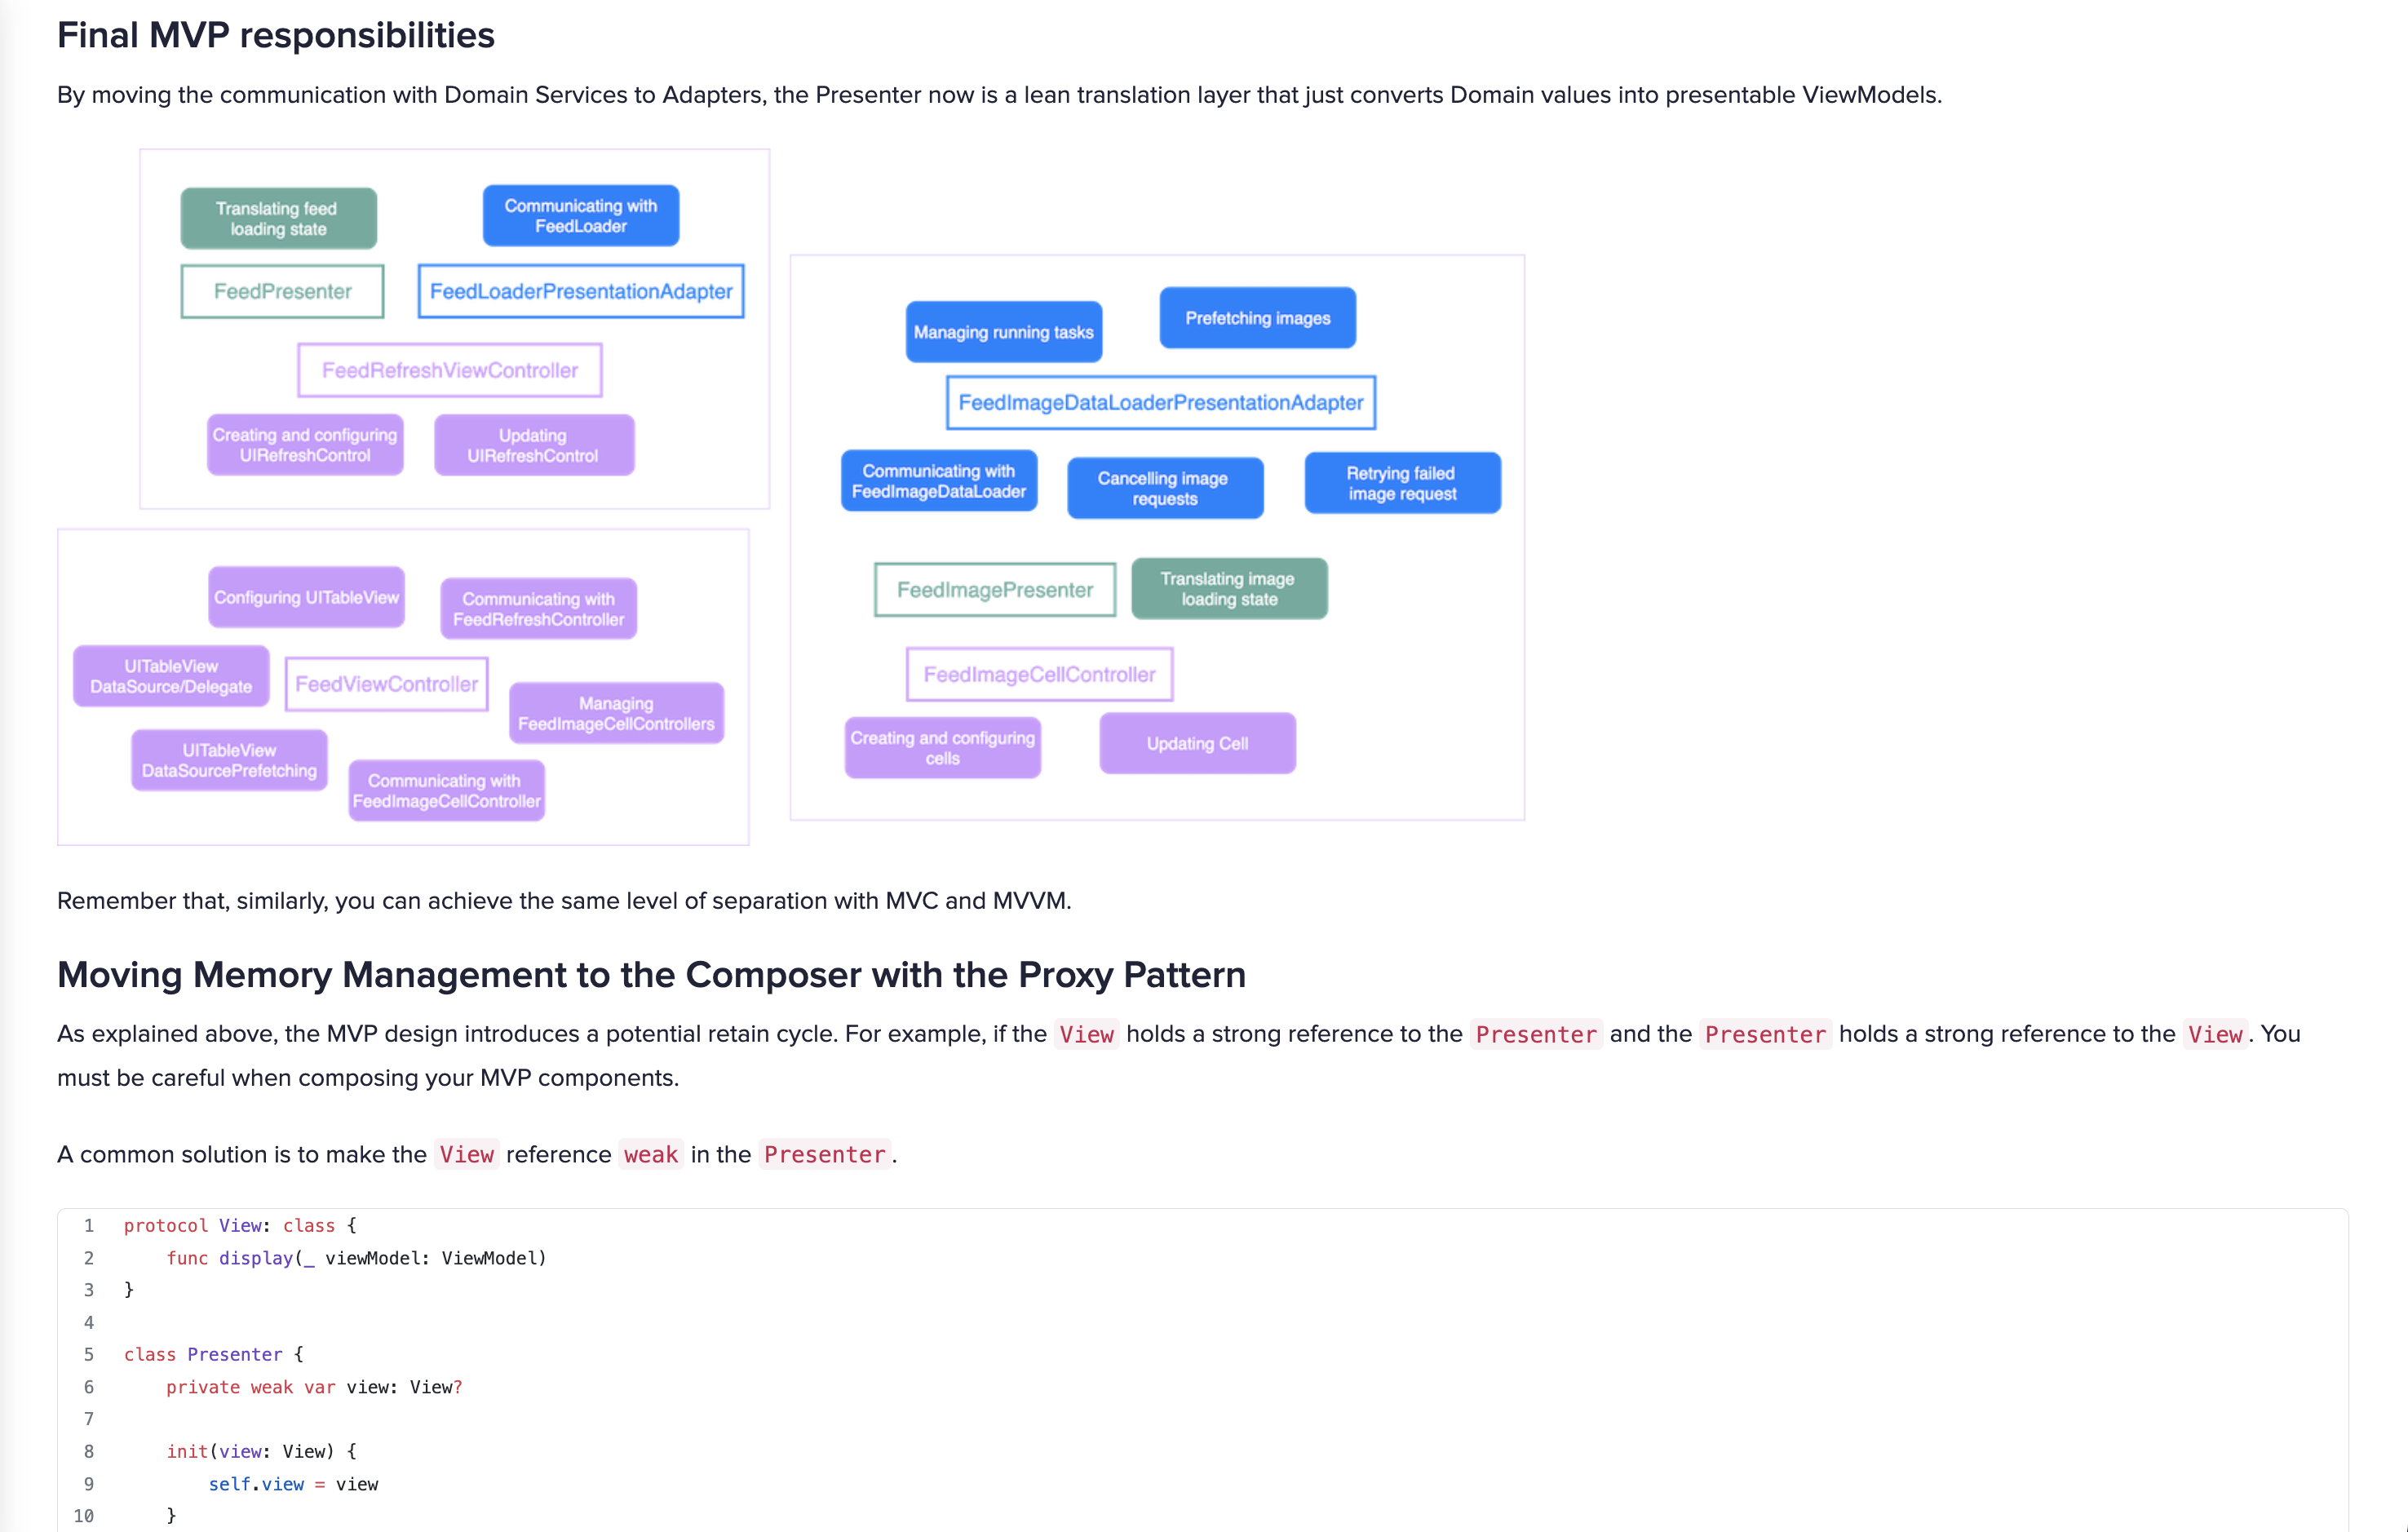 Final MVP responsibilities
By moving the communication with Domain Services to Adapters, the Presenter now is a lean translation layer that just converts Domain values into presentable ViewModels.
Translating feed
loading state
Communicating with
FeedLoader
FeedPresenter
FeedLoaderPresentationAdapter
FeedRefreshViewController
Creating and configuring
UIRefreshControl
Updating
UIRefreshControl
Configuring UITableView
Communicating with
FeedRefreshController
UITableView
DataSource/Delegate
FeedViewController
Managing
FeedImageCellControllers
UITableView
DataSourcePrefetching
Communicating with
FeedImageCellController
Managing running tasks
Prefetching images
FeedImageDataLoaderPresentationAdapter
Communicating with
FeedImageDataLoader
Cancelling image
requests
Retrying failed
image request
FeedImagePresenter
Translating image
loading state
FeedImageCellController
Creating and configuring
cells
Updating Cell
Remember that, similarly, you can achieve the same level of separation with MVC and MVVM.
Moving Memory Management to the Composer with the Proxy Pattern
As explained above, the MVP design introduces a potential retain cycle. For example, if the View holds a strong reference to the Presenter and the Presenter holds a strong reference to the View. You
must be careful when composing your MVP components.
A common solution is to make the View reference weak in the Presenter.
1 protocol View: class {
2     func display(_ viewModel: ViewModel)
3 }
4
5 class Presenter {
6     private weak var view: View?
7
8     init(view: View) {
9         self.view = view
10     }